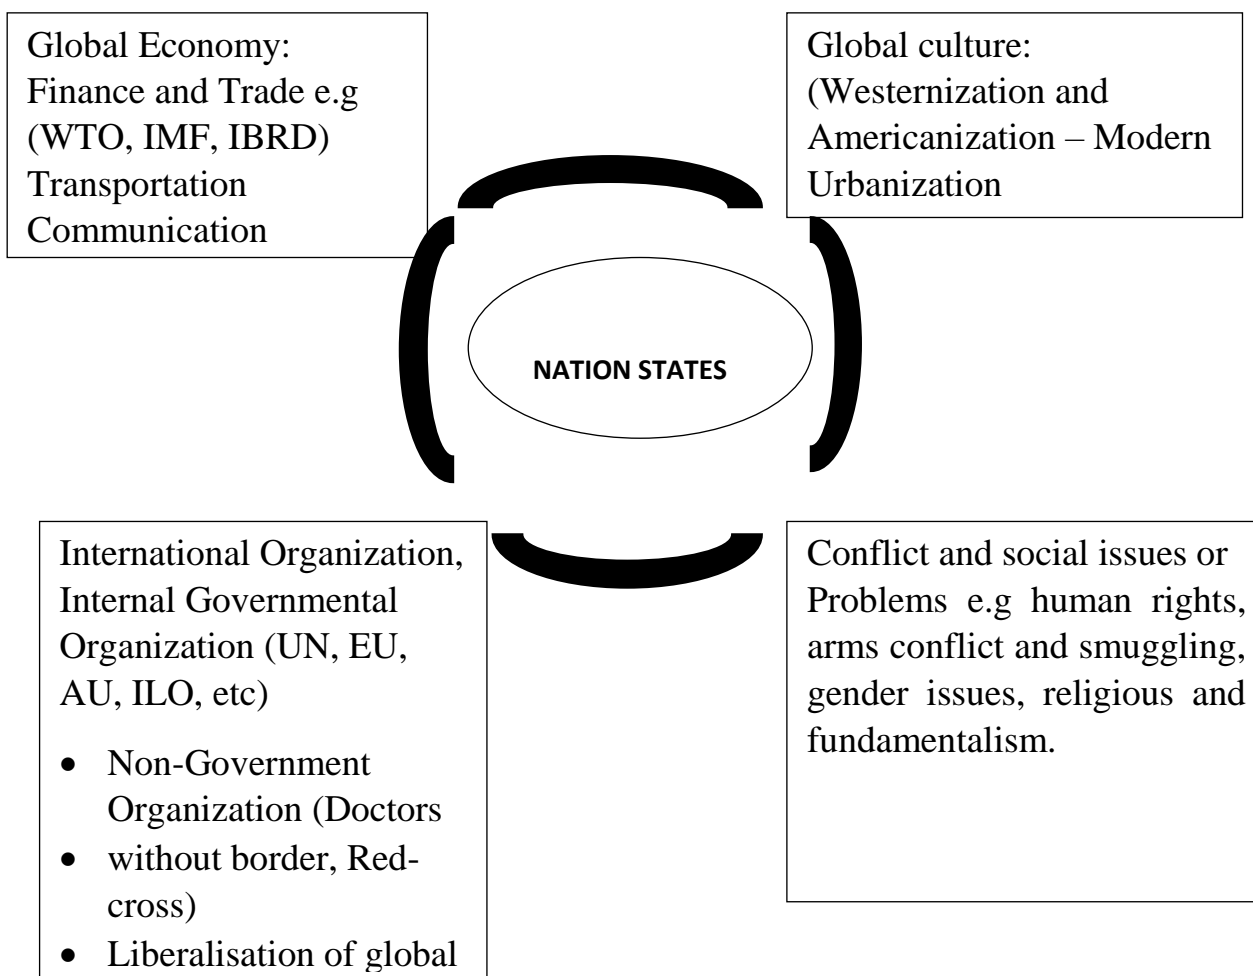 Global Economy:
Finance and Trade e.g
(WTO, IMF, IBRD)
Transportation
Communication
Global culture:
(Westernization and
Americanization – Modern
Urbanization
NATION STATES
International Organization,
Internal Governmental
Organization (UN, EU,
AU, ILO, etc)
• Non-Government
Organization (Doctors
• without border, Red-
cross)
• Liberalisation of global
Conflict and social issues or
Problems e.g human rights,
arms conflict and smuggling,
gender issues, religious and
fundamentalism.